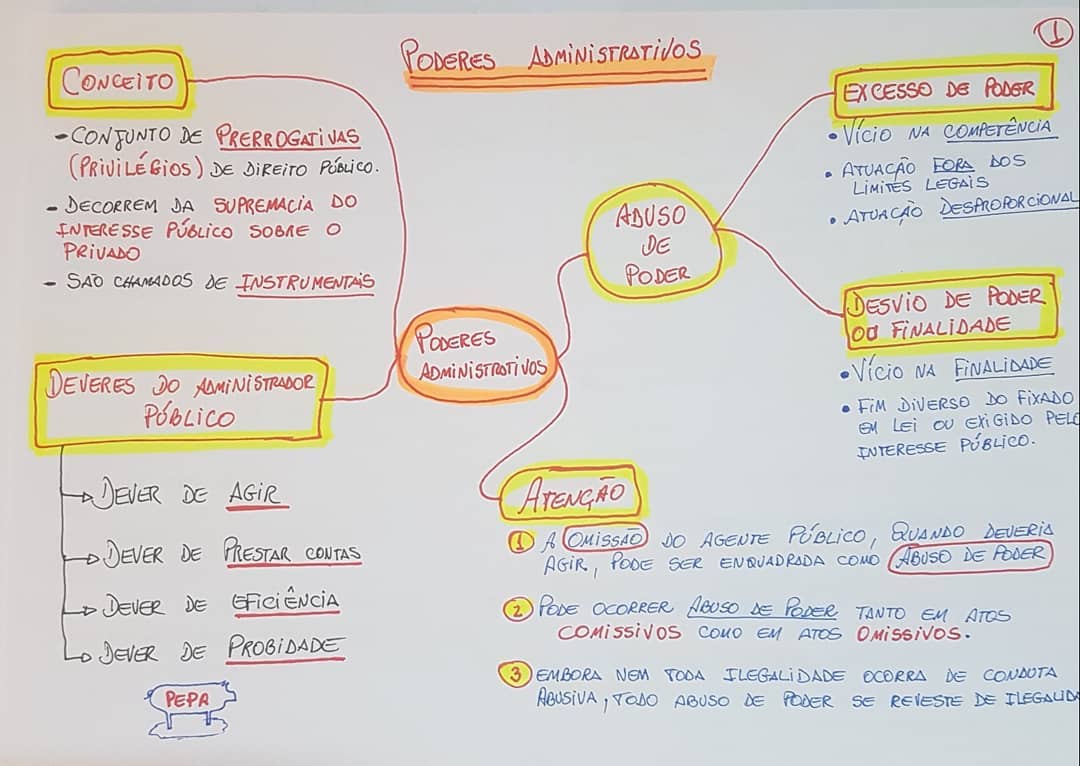 PODERES ADMINISTRATIVOS
1
CONCEITO
- CONJUNTO DE PRERROGATIVAS
(PRIVILÉGIOS) DE DIREITO PÚBLICO.
- DECORREM DA SUPREMACIA DO
INTERESSE PÚBLICO SOBRE O
PRIVADO
- SÃO CHAMADOS DE INSTRUMENTAIS
DEVERES DO ADMINISTRADOR
PÚBLICO
DEVER DE AGIR
DEVER DE PRESTAR CONTAS
DEVER DE EFICIÊNCIA
DEVER DE PROBIDADE
PEPA
PODERES
ADMINISTRATIVOS
ABUSO
DE
PODER
EXCESSO DE PODER
• VÍCIO NA COMPETÊNCIA
• ATUAÇÃO FORA DOS
LIMITES LEGAIS
• ATUAÇÃO DESPROPORCIONAL
DESVIO DE PODER
OU FINALIDADE
• VÍCIO NA FINALIDADE
• FIM DIVERSO DO FIXADO
EM LEI OU EXIGIDO PELO
INTERESSE PÚBLICO.
ATENÇÃO
1 A OMISSÃO DO AGENTE PÚBLICO, QUANDO DEVERIA
AGIR, PODE SER ENQUADRADA COMO ABUSO DE PODER
2 PODE OCORRER ABUSO DE PODER TANTO EM ATOS
COMISSIVOS COMO EM ATOS OMISSIVOS.
3 EMBORA NEM TODA ILEGALIDADE OCORRA DE CONDUTA
ABUSIVA, TODO ABUSO DE PODER SE REVESTE DE ILEGALID